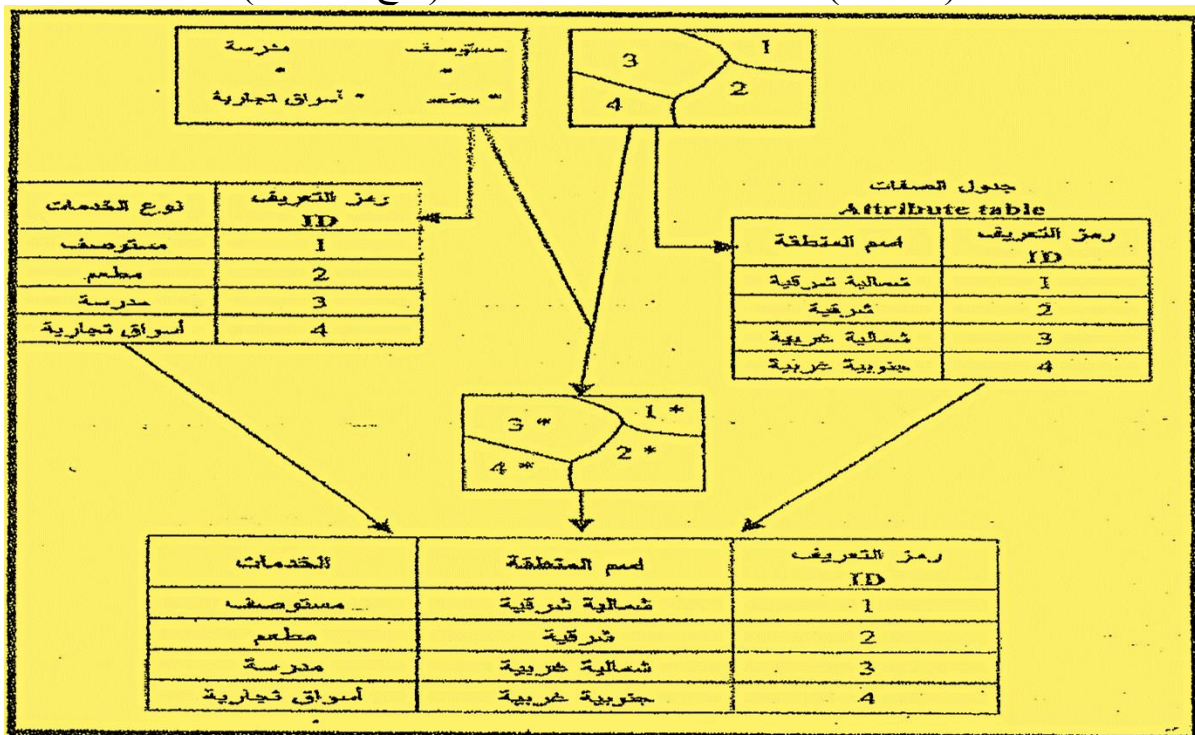 مدرسة مستوصف
* أسواق تجارية * مطعم
1
3
2
4
جدول الصفات
Attribute table
رمز التعريف اسم المنطقة
ID
1 شمالية شرقية
2 شرقية
3 شمالية غربية
4 جنوبية غربية
رمز التعريف نوع الخدمات
ID
1 مستوصف
2 مطعم
3 مدرسة
4 أسواق تجارية
1 *
3 *
2 *
4 *
رمز التعريف اسم المنطقة الخدمات
ID
1 شمالية شرقية مستوصف
2 شرقية مطعم
3 شمالية غربية مدرسة
4 جنوبية غربية أسواق تجارية